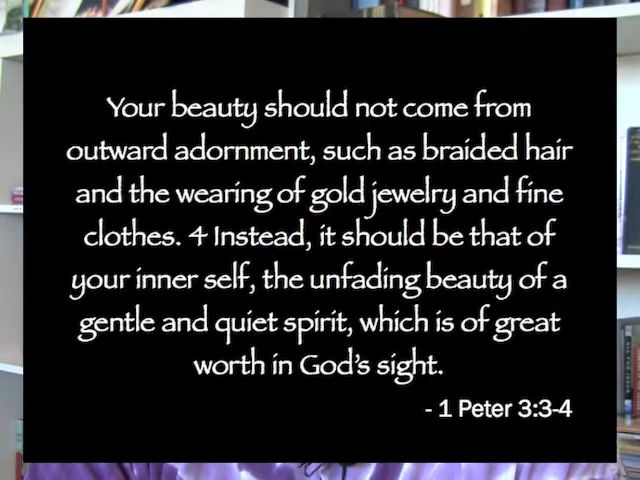 Your beauty should not come from
outward adornment, such as braided hair
and the wearing of gold jewelry and fine
clothes. 4 Instead, it should be that of
your inner self, the unfading beauty of a
gentle and quiet spirit, which is of great
worth in God's sight.
- 1 Peter 3:3-4